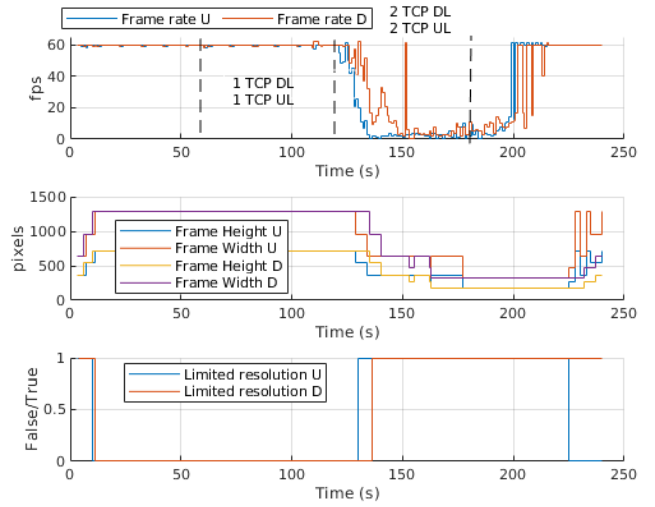 Frame rate U Frame rate D
2 TCP DL
2 TCP UL
60
40
20
0
fps
1 TCP DL
1 TCP UL
0 50 100 150 200 250
Time (s)
1500
1000
500
0
pixels
Frame Height U
Frame Width U
Frame Height D
Frame Width D
0 50 100 150 200 250
Time (s)
1
0.5
0
False/True
Limited resolution U
Limited resolution D
0 50 100 150 200 250
Time (s)